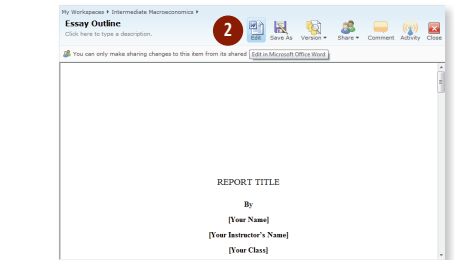 My Workspaces ▸ Intermediate Macroeconomics ▸
Essay Outline
Click here to type a description.
2
Edit Save As Version Share Comment Activity Close
You can only make sharing changes to this item from its shared
Edit in Microsoft Office Word
REPORT TITLE
By
[Your Name]
[Your Instructor's Name]
[Your Class]